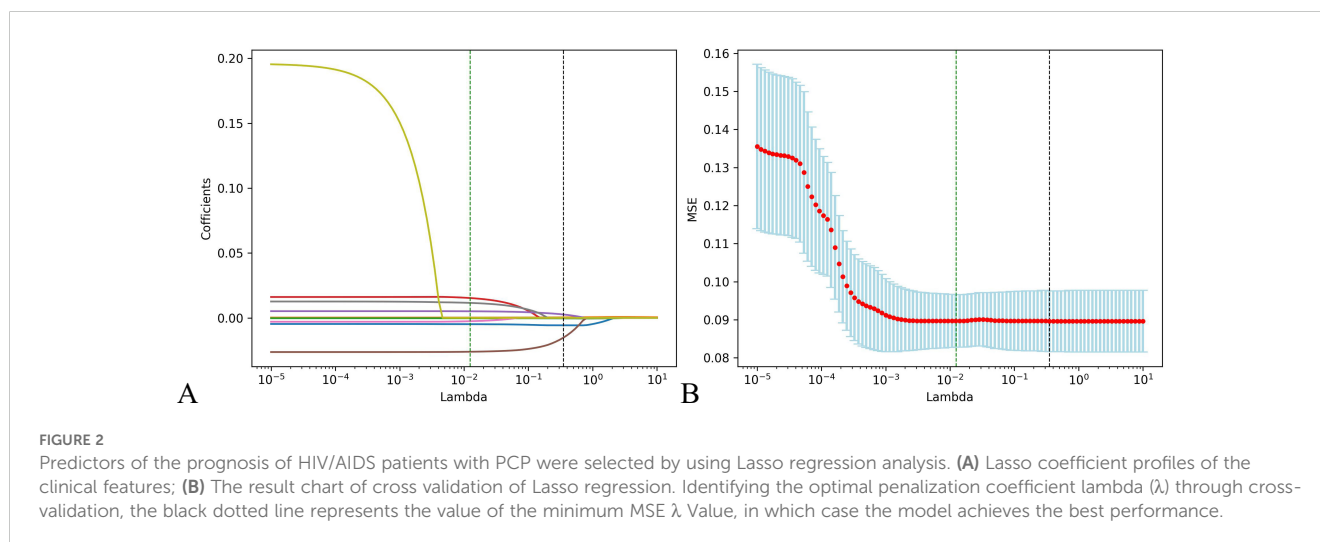 0.20
0.15
0.10
0.05
0.00
Cofficients
10⁻⁵ 10⁻⁴ 10⁻³ 10⁻² 10⁻¹ 10⁰ 10¹
Lambda
A
0.16
0.15
0.14
0.13
0.12
0.11
0.10
0.09
0.08
MSE
10⁻⁵ 10⁻⁴ 10⁻³ 10⁻² 10⁻¹ 10⁰ 10¹
Lambda
B
FIGURE 2
Predictors of the prognosis of HIV/AIDS patients with PCP were selected by using Lasso regression analysis. (A) Lasso coefficient profiles of the
clinical features; (B) The result chart of cross validation of Lasso regression. Identifying the optimal penalization coefficient lambda (λ) through cross-
validation, the black dotted line represents the value of the minimum MSE λ Value, in which case the model achieves the best performance.